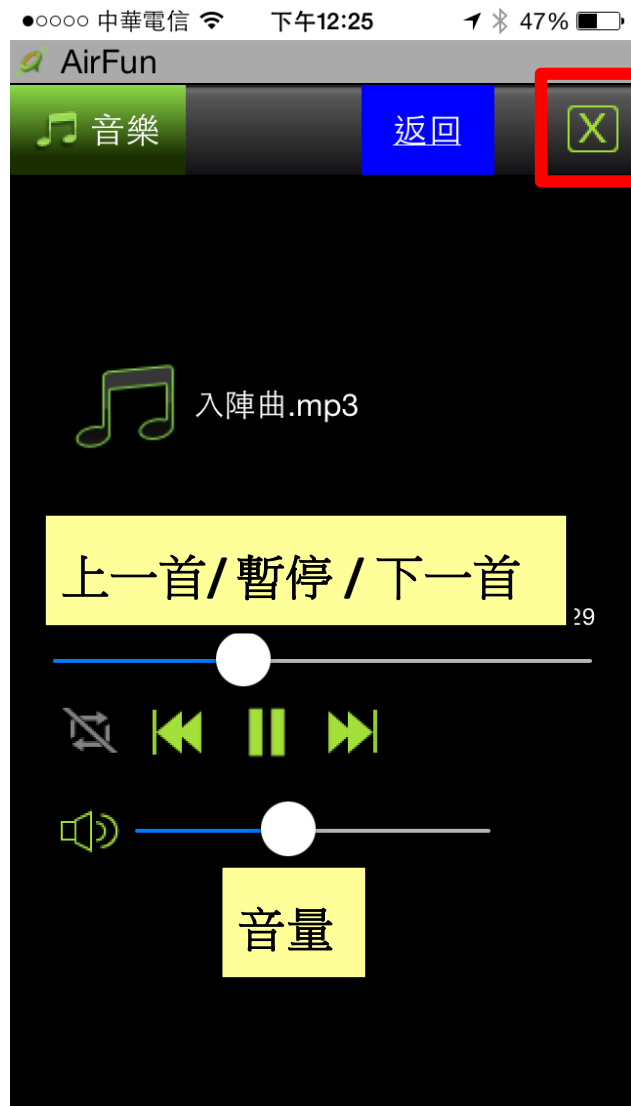 ●○○○○ 中華電信 下午12:25 47%
AirFun
音樂 返回 X
入陣曲.mp3
上一首/ 暫停 / 下一首
29
音量